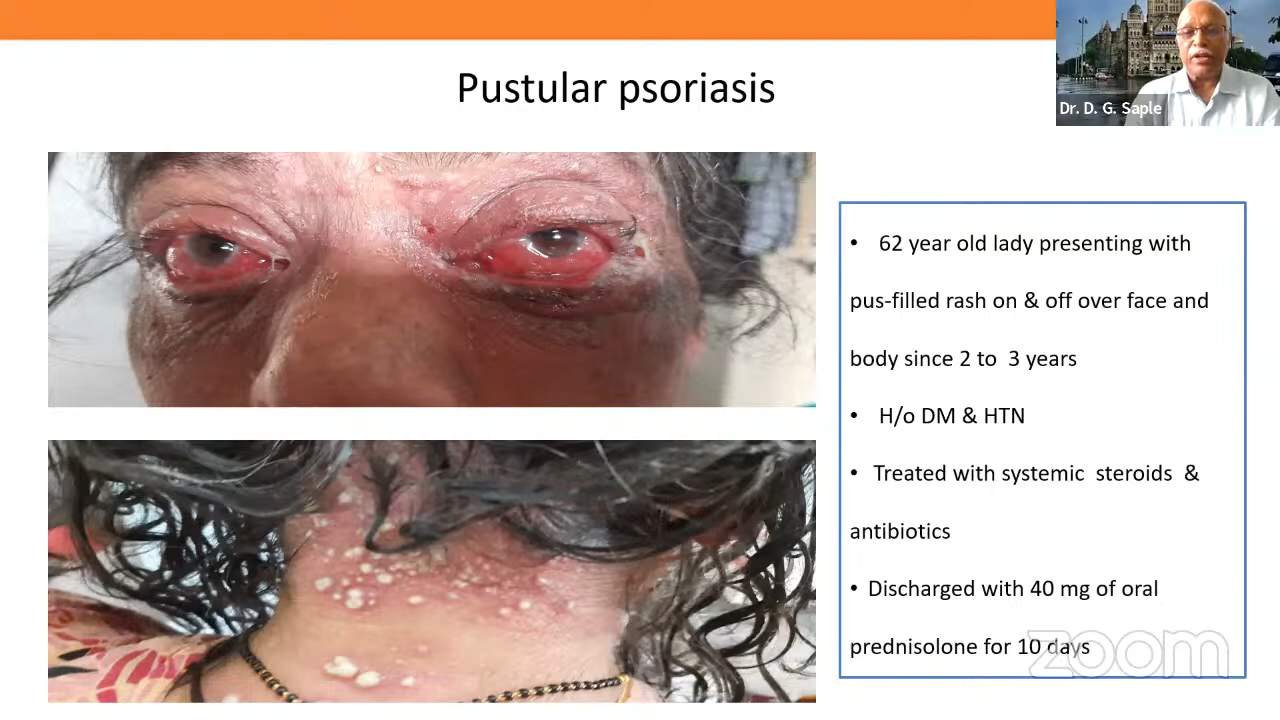 Dr. D. G. Saple
Pustular psoriasis
• 62 year old lady presenting with
pus-filled rash on & off over face and
body since 2 to 3 years
• H/o DM & HTN
• Treated with systemic steroids &
antibiotics
• Discharged with 40 mg of oral
prednisolone for 10 days
zoom